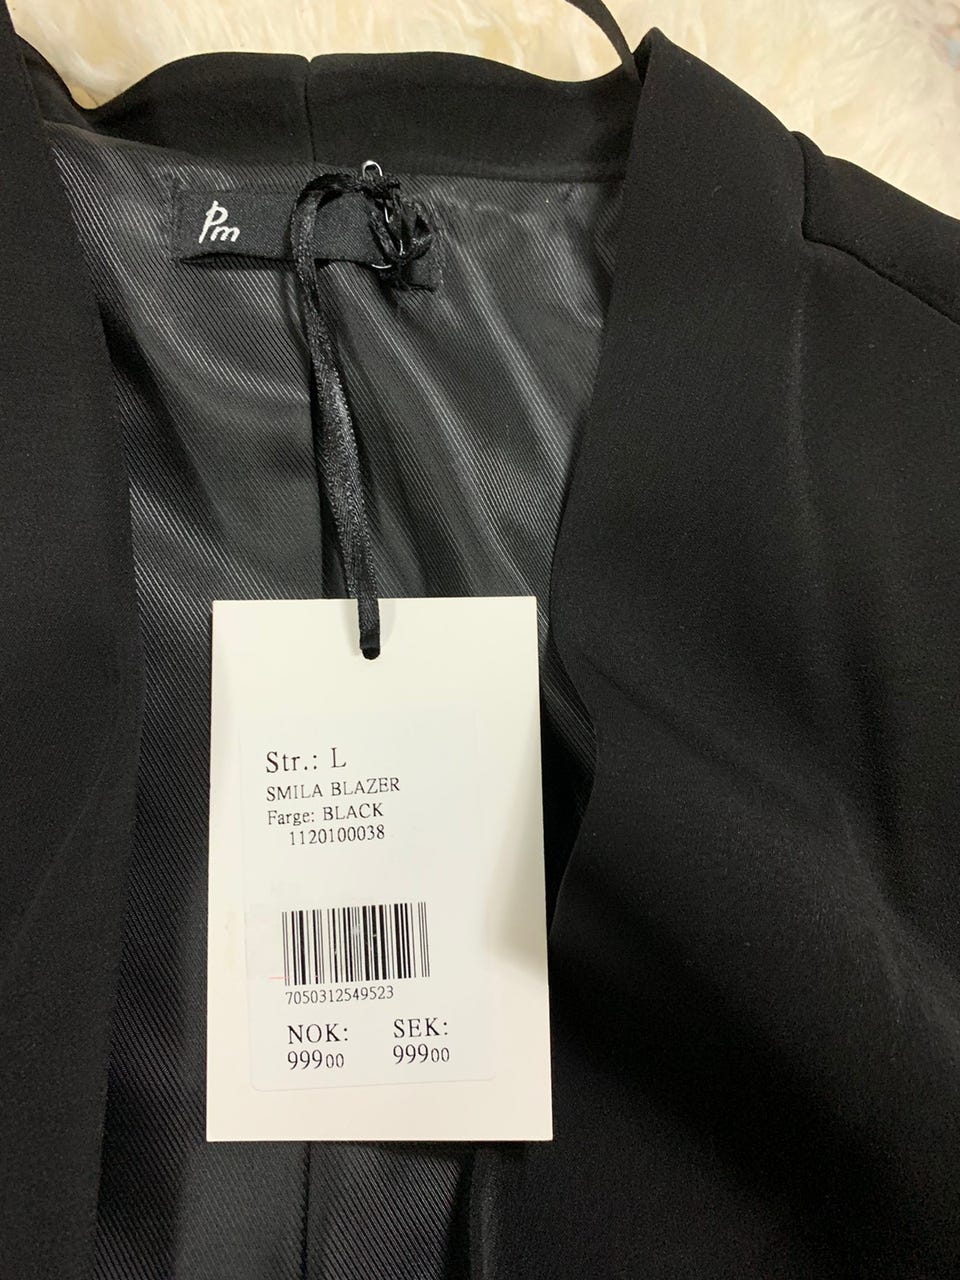 Pm
Str.: L
SMILA BLAZER
Farge: BLACK
1120100038
7050312549523
NOK: SEK:
99900 99900